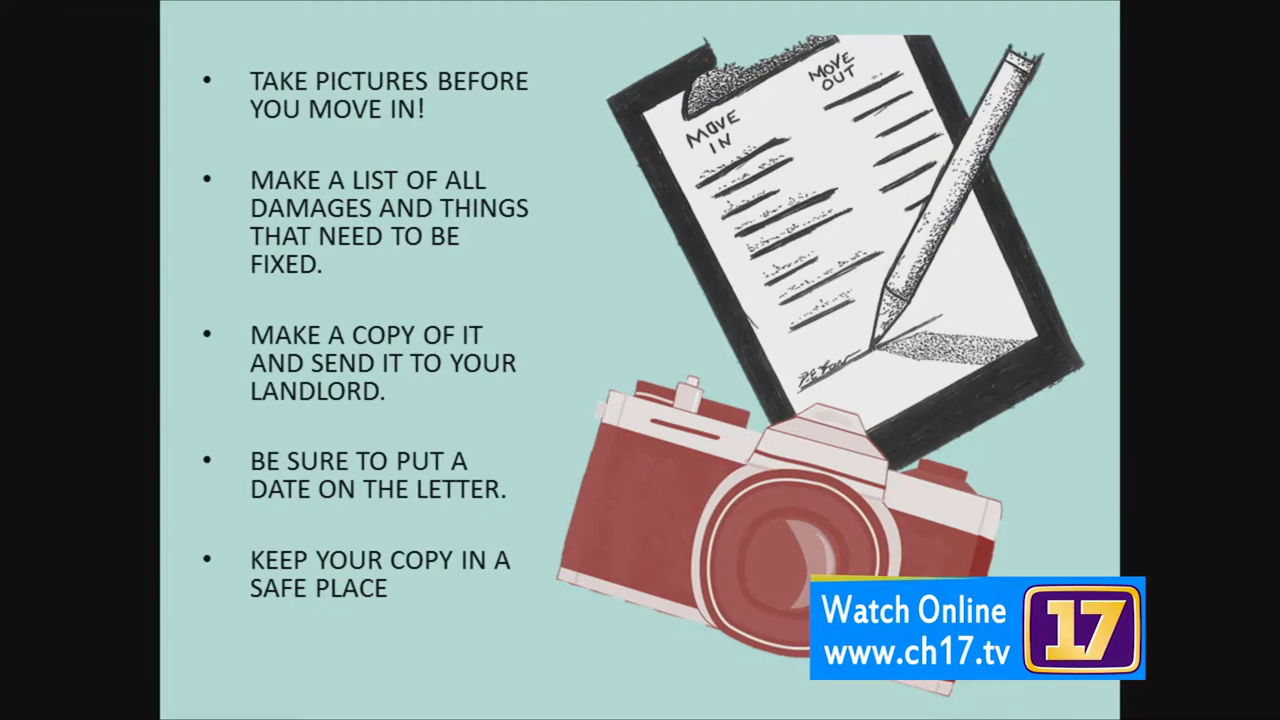 • TAKE PICTURES BEFORE
YOU MOVE IN!
• MAKE A LIST OF ALL
DAMAGES AND THINGS
THAT NEED TO BE
FIXED.
• MAKE A COPY OF IT
AND SEND IT TO YOUR
LANDLORD.
• BE SURE TO PUT A
DATE ON THE LETTER.
• KEEP YOUR COPY IN A
SAFE PLACE
MOVE
IN
MOVE
OUT
Watch Online
www.ch17.tv
17